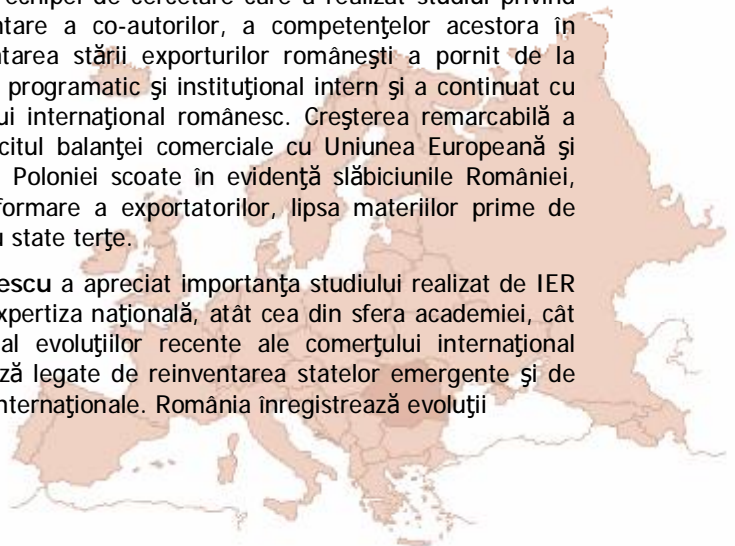 echipei de cercetare care a realizat studiul privind
ntare a co-autorilor, a competenţelor acestora în
ntarea stării exporturilor româneşti a pornit de la
programatic şi instituţional intern şi a continuat cu
ui internaţional românesc. Creşterea remarcabilă a
citul balanţei comerciale cu Uniunea Europeană şi
Poloniei scoate în evidenţă slăbiciunile României,
formare a exportatorilor, lipsa materiilor prime de
u state terţe.
escu a apreciat importanţa studiului realizat de IER
expertiza naţională, atât cea din sfera academiei, cât
al evoluţiilor recente ale comerţului internaţional
ză legate de reinventarea statelor emergente şi de
internaţionale. România înregistrează evoluţii